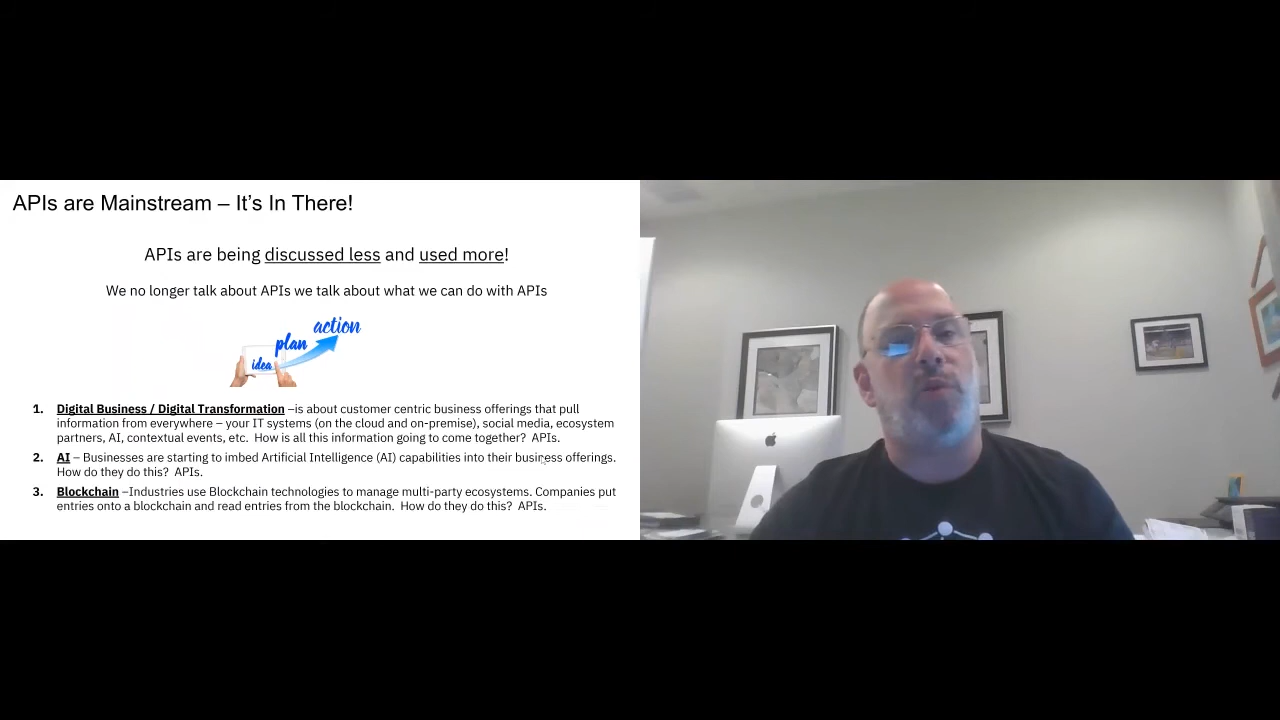 APIs are Mainstream – It's In There!
APIs are being discussed less and used more!
We no longer talk about APIs we talk about what we can do with APIs
action
plan
idea
1. Digital Business / Digital Transformation –is about customer centric business offerings that pull
information from everywhere – your IT systems (on the cloud and on-premise), social media, ecosystem
partners, AI, contextual events, etc. How is all this information going to come together? APIs.
2. AI – Businesses are starting to imbed Artificial Intelligence (AI) capabilities into their business offerings.
How do they do this? APIs.
3. Blockchain –Industries use Blockchain technologies to manage multi-party ecosystems. Companies put
entries onto a blockchain and read entries from the blockchain. How do they do this? APIs.